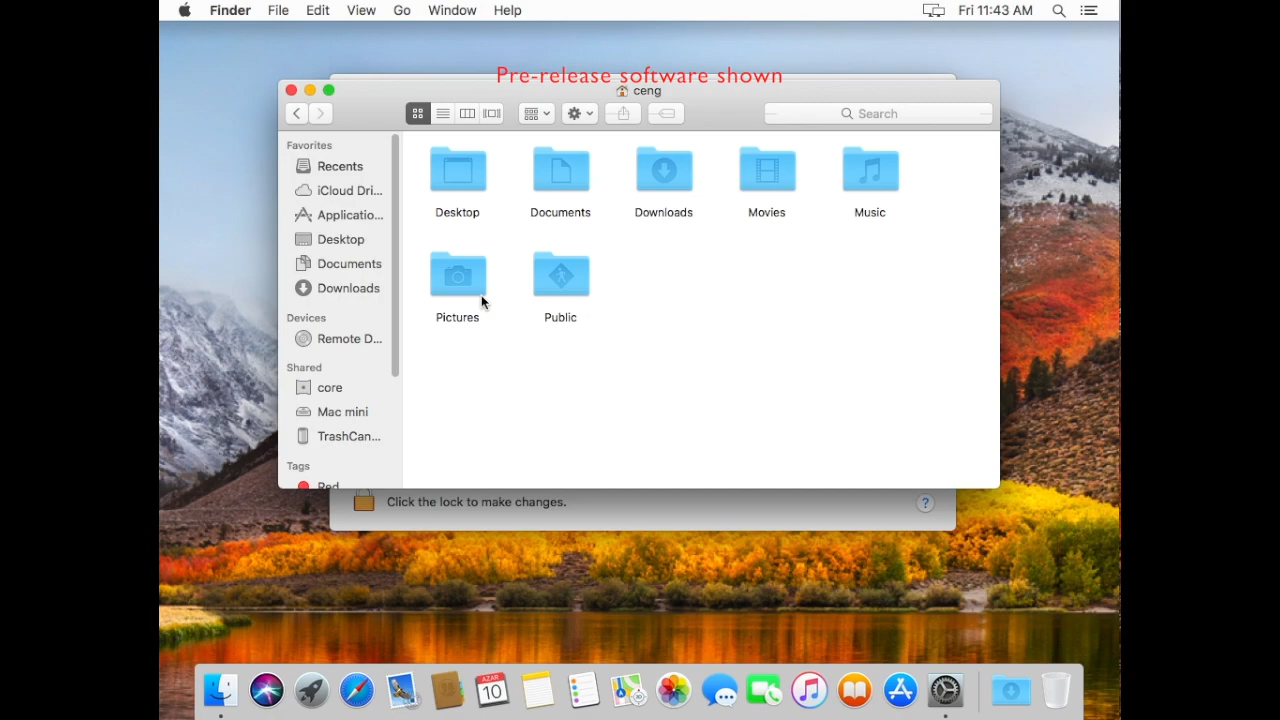 Finder File Edit View Go Window Help Fri 11:43 AM
Pre-release software shown
ceng
Search
Favorites
Recents
iCloud Dri...
Applicatio...
Desktop
Documents
Downloads
Devices
Remote D...
Shared
core
Mac mini
TrashCan...
Tags
Red
Desktop Documents Downloads Movies Music
Pictures Public
Click the lock to make changes. ?
AZAR
10